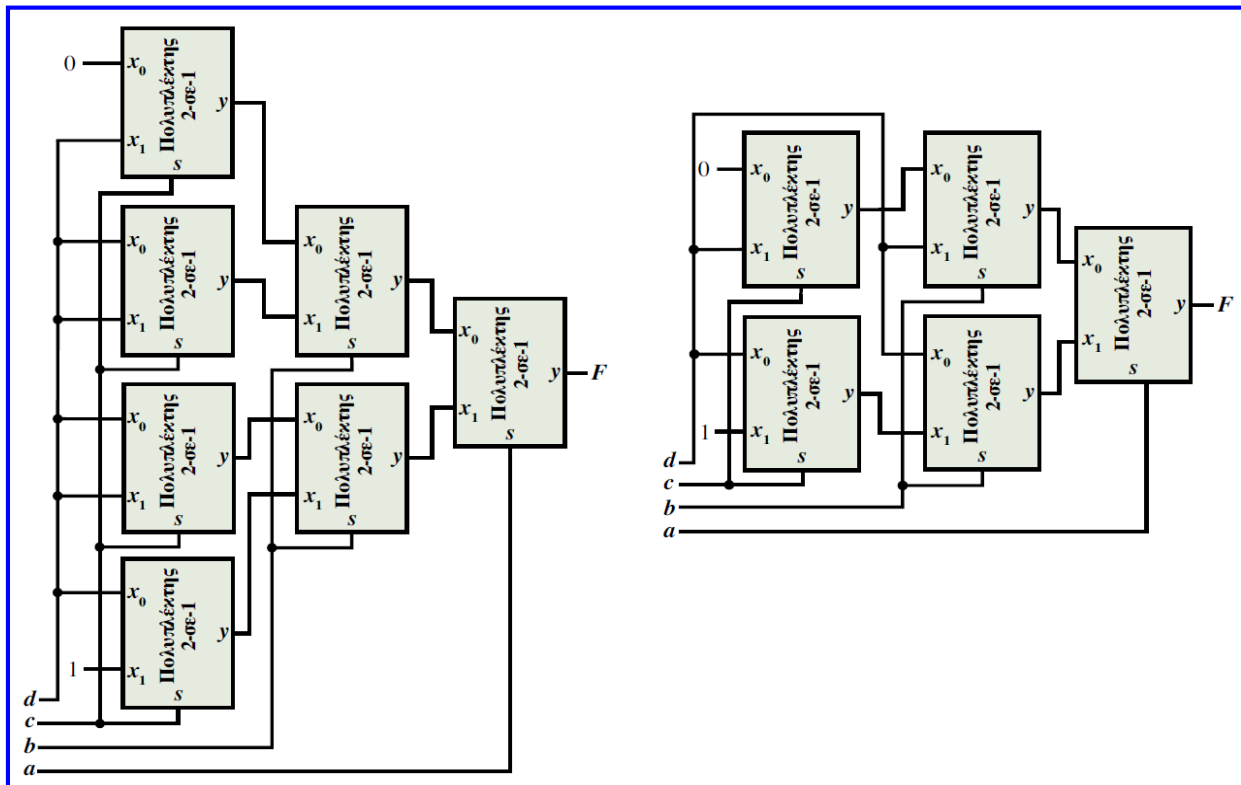 0
x0
x1
y
s
Πολυπλέκτης
2-σε-1
x0
x1
y
s
Πολυπλέκτης
2-σε-1
x0
x1
y
s
Πολυπλέκτης
2-σε-1
x0
1
x1
y
s
Πολυπλέκτης
2-σε-1
x0
x1
y
s
Πολυπλέκτης
2-σε-1
x0
x1
y
s
Πολυπλέκτης
2-σε-1
x0
x1
y
s
Πολυπλέκτης
2-σε-1
F
d
c
b
a
0
x0
x1
y
s
Πολυπλέκτης
2-σε-1
x0
1
x1
y
s
Πολυπλέκτης
2-σε-1
x0
x1
y
s
Πολυπλέκτης
2-σε-1
x0
x1
y
s
Πολυπλέκτης
2-σε-1
x0
x1
y
s
Πολυπλέκτης
2-σε-1
F
d
c
b
a